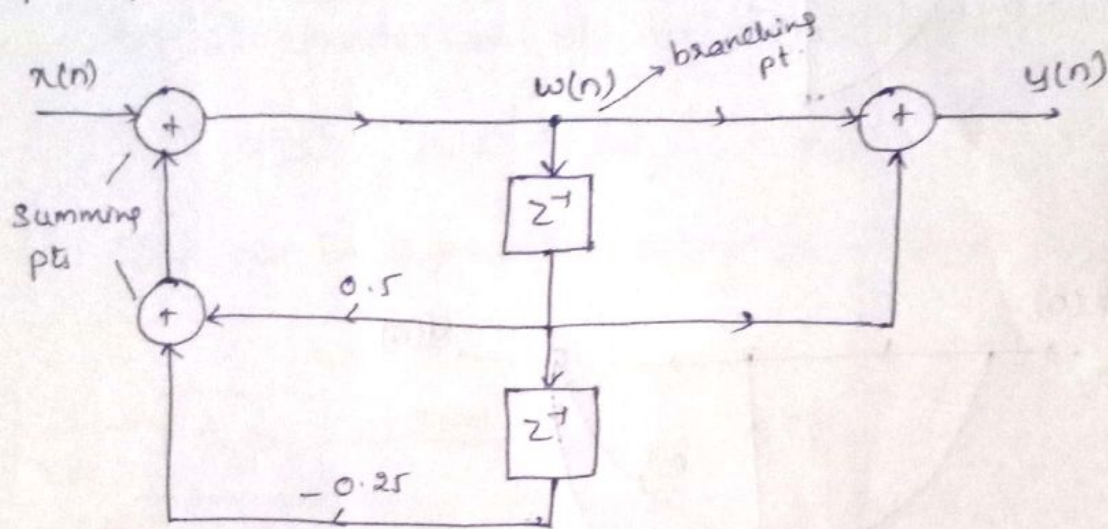 x(n)
w(n)
branching
pt.
y(n)
+
+
z⁻¹
Summing
pts
0.5
+
z⁻¹
- 0.25